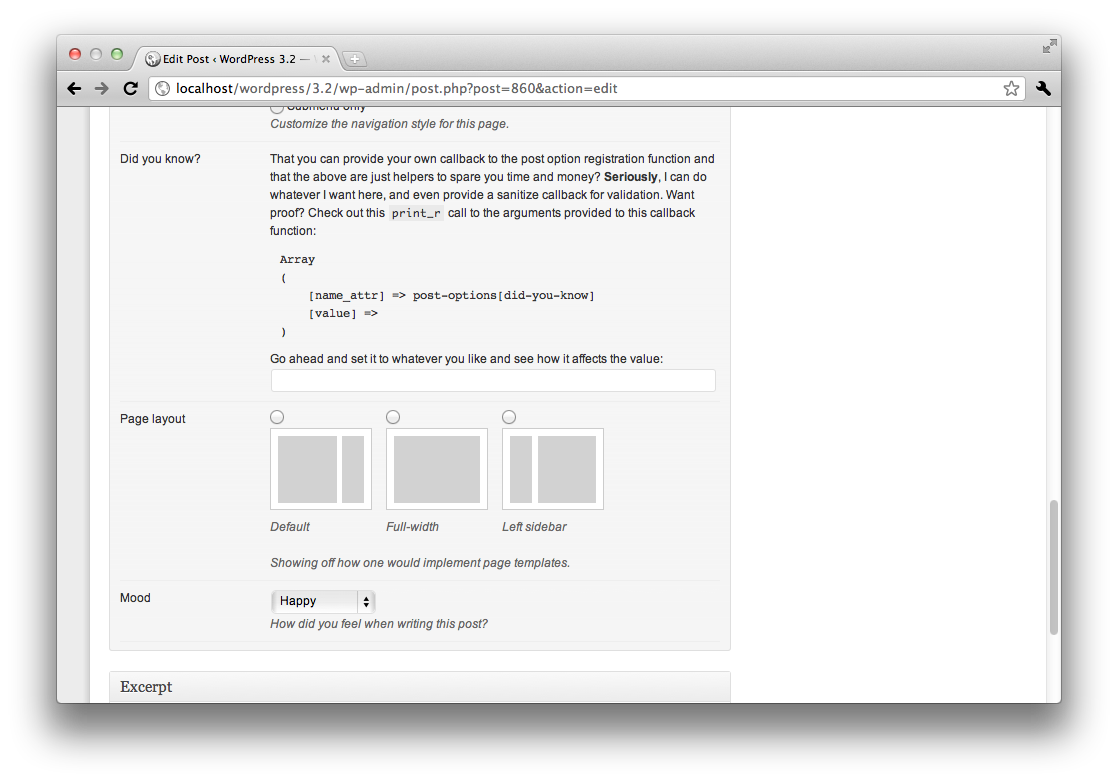 Edit Post ‹ WordPress 3.2 —
localhost/wordpress/3.2/wp-admin/post.php?post=860&action=edit
Submenu only
Customize the navigation style for this page.
Did you know?
That you can provide your own callback to the post option registration function and
that the above are just helpers to spare you time and money? Seriously, I can do
whatever I want here, and even provide a sanitize callback for validation. Want
proof? Check out this print_r call to the arguments provided to this callback
function:
Array
(
[name_attr] => post-options[did-you-know]
[value] =>
)
Go ahead and set it to whatever you like and see how it affects the value:
Page layout
Default Full-width Left sidebar
Showing off how one would implement page templates.
Mood
Happy
How did you feel when writing this post?
Excerpt